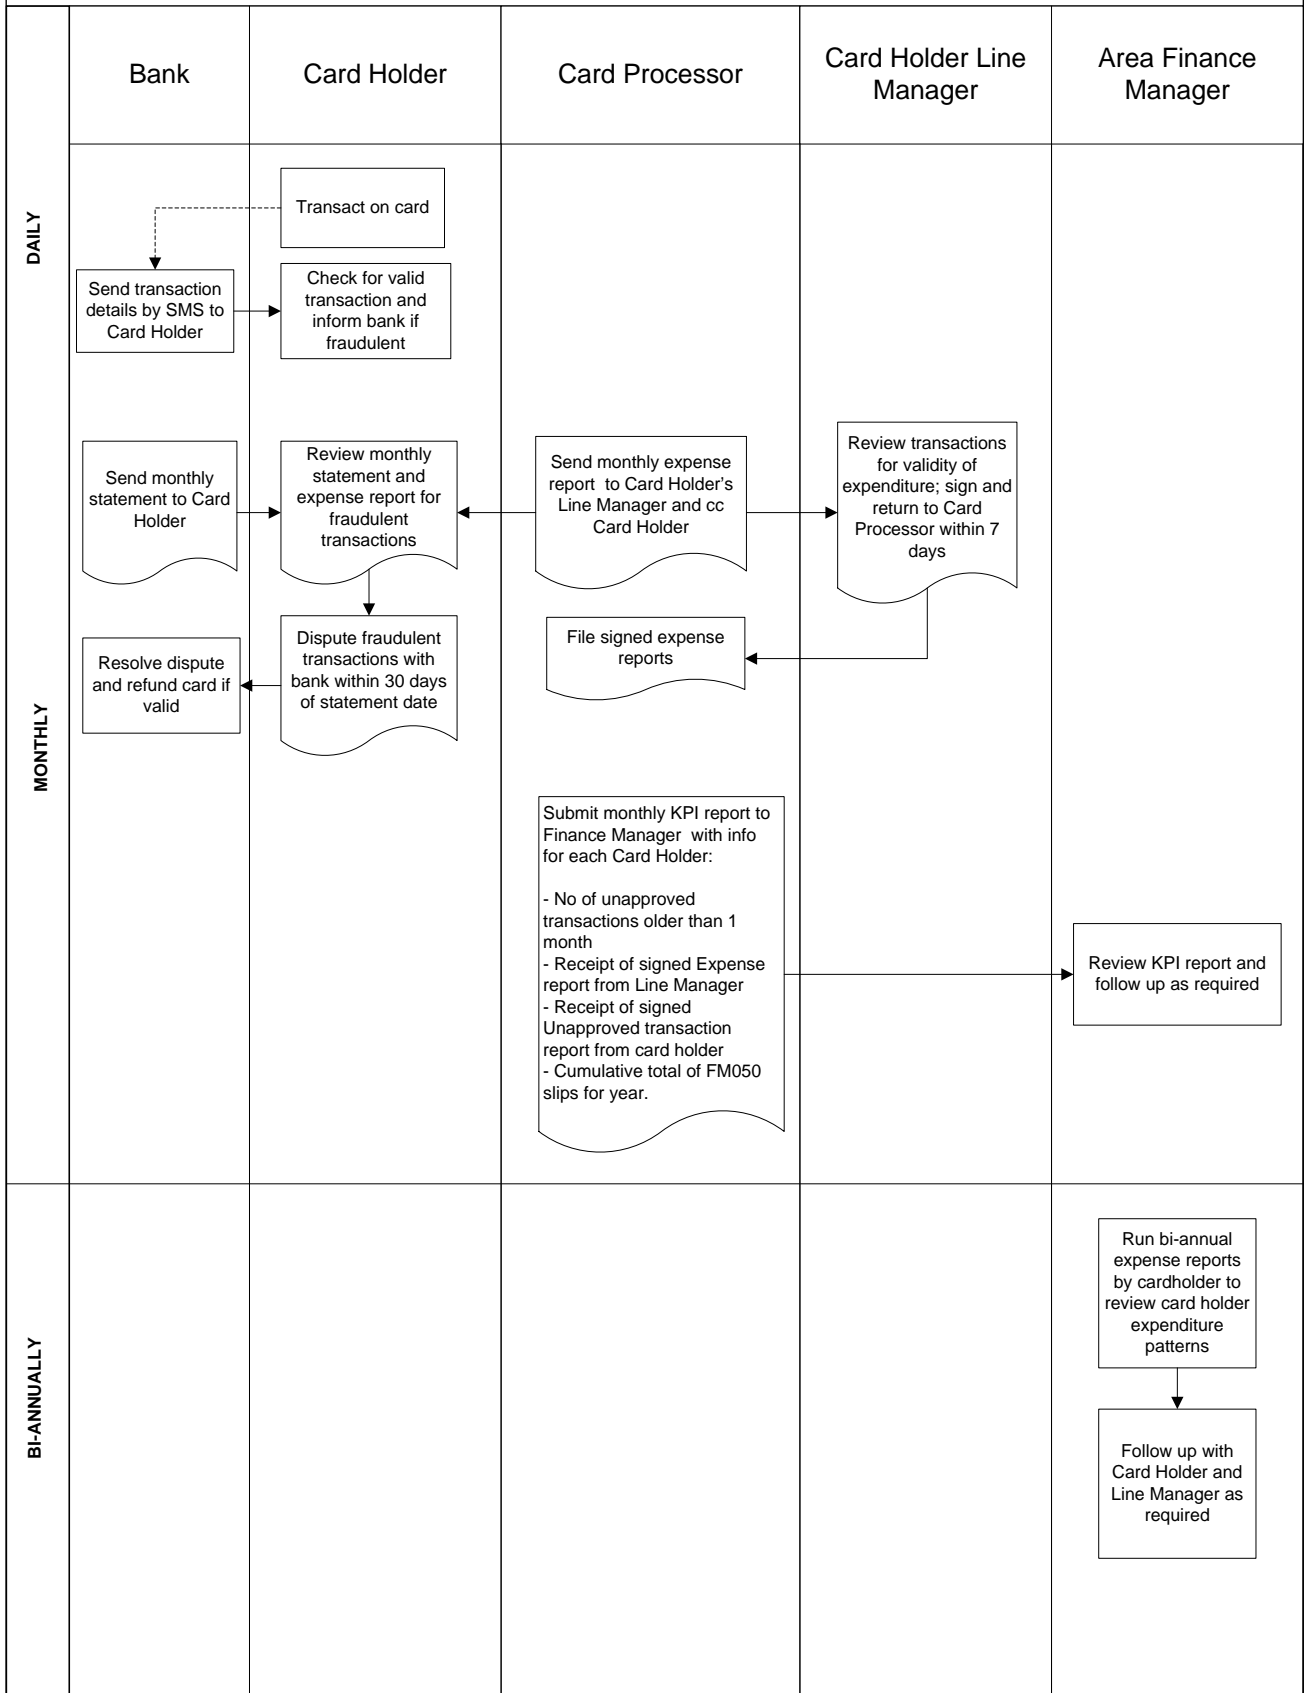 Bank
Card Holder
Card Processor
Card Holder Line
Manager
Area Finance
Manager
DAILY
Transact on card
Send transaction
details by SMS to
Card Holder
Check for valid
transaction and
inform bank if
fraudulent
MONTHLY
Send monthly
statement to Card
Holder
Review monthly
statement and
expense report for
fraudulent
transactions
Send monthly expense
report to Card Holder's
Line Manager and cc
Card Holder
Review transactions
for validity of
expenditure; sign and
return to Card
Processor within 7
days
Resolve dispute
and refund card if
valid
Dispute fraudulent
transactions with
bank within 30 days
of statement date
File signed expense
reports
Submit monthly KPI report to
Finance Manager with info
for each Card Holder:
- No of unapproved
transactions older than 1
month
- Receipt of signed Expense
report from Line Manager
- Receipt of signed
Unapproved transaction
report from card holder
- Cumulative total of FM050
slips for year.
Review KPI report and
follow up as required
BI-ANNUALLY
Run bi-annual
expense reports
by cardholder to
review card holder
expenditure
patterns
Follow up with
Card Holder and
Line Manager as
required